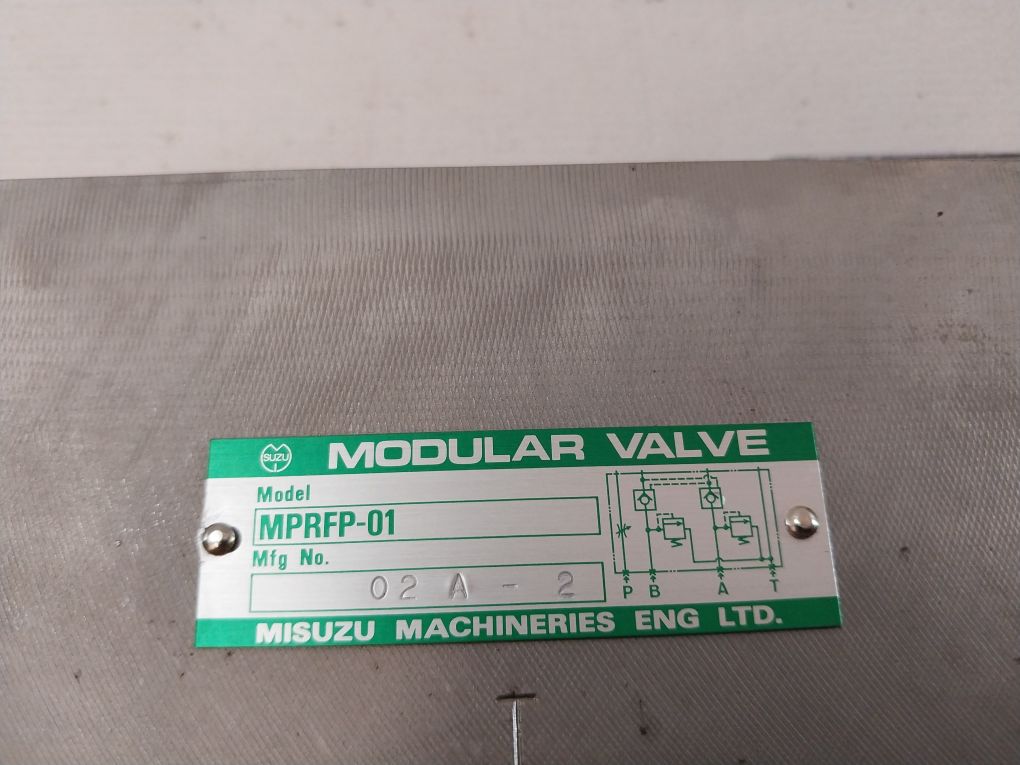 SUZU
MODULAR VALVE
Model
MPRFP-01
Mfg No.
02 A - 2
P B A T
MISUZU MACHINERIES ENG LTD.